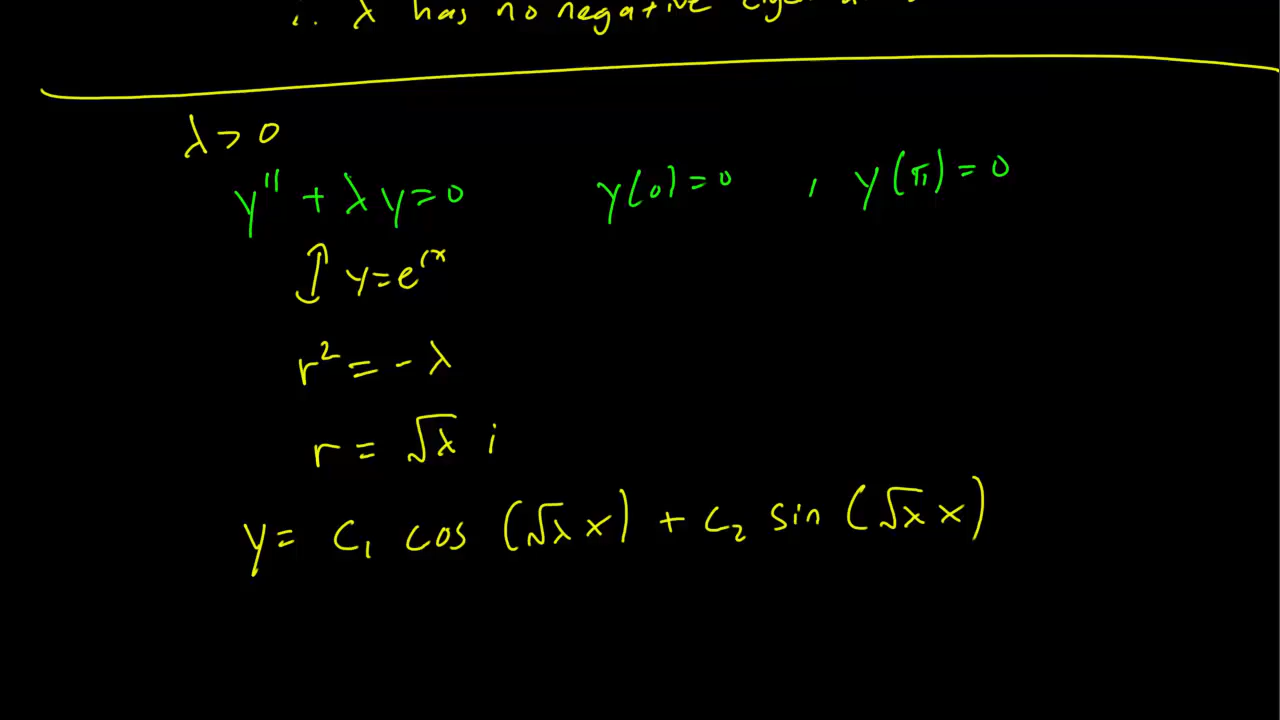 ∴ λ has no negative
λ > 0
y'' + λy = 0 y(0) = 0 , y(π) = 0
↕ y = e^{rx}
r² = -λ
r = √λ i
y = c₁ cos (√λ x) + c₂ sin (√λ x)